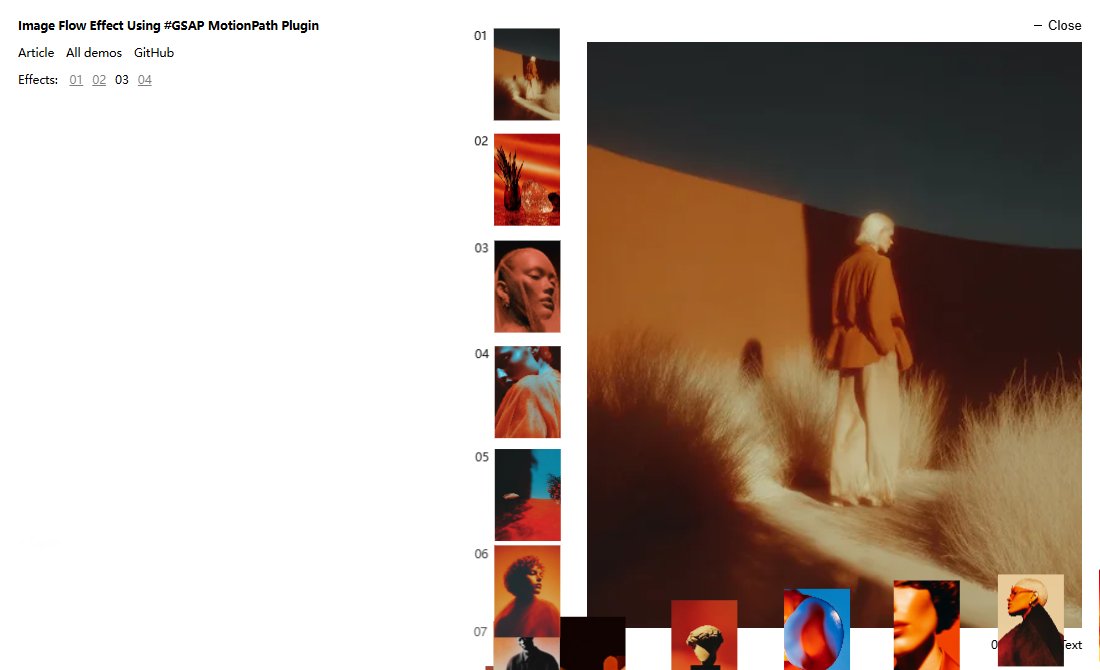 Image Flow Effect Using #GSAP MotionPath Plugin
— Close
Article All demos GitHub
Effects: 01 02 03 04
01
02
03
04
05
06
07